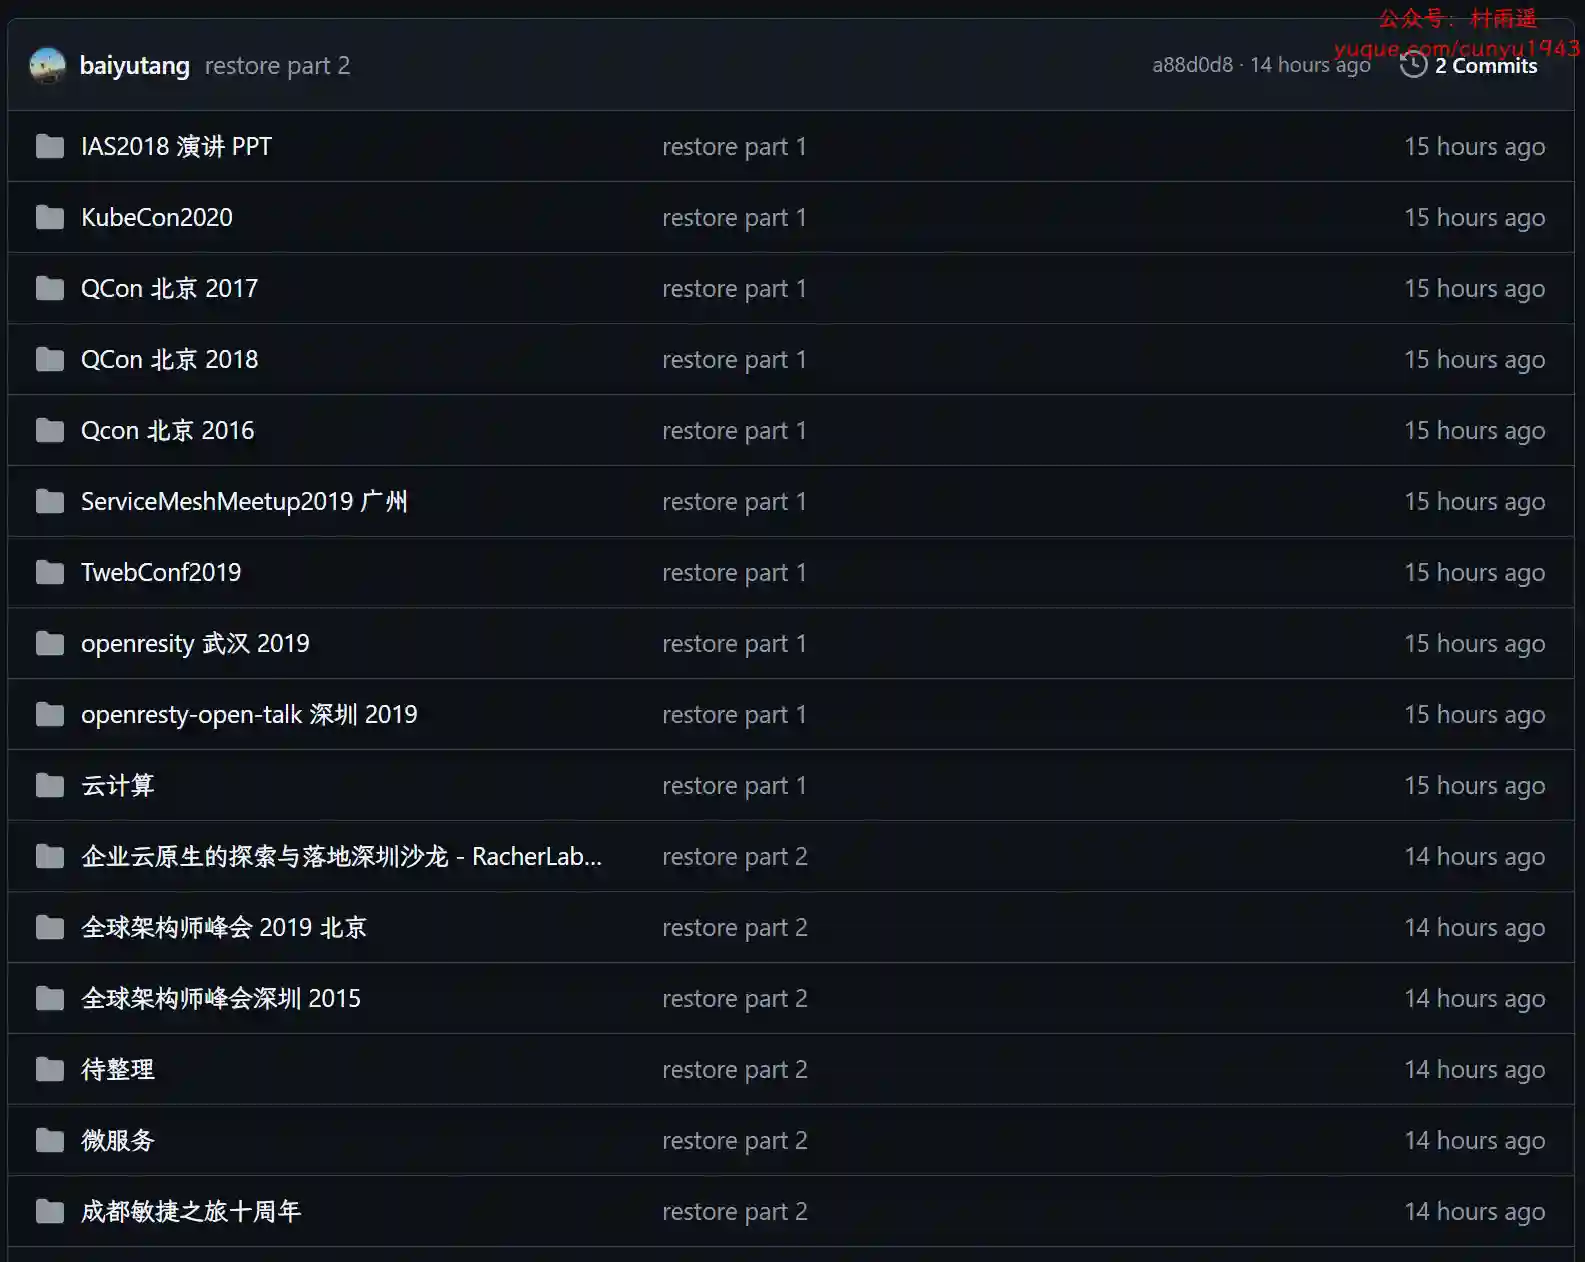 公众号：村雨遥
yuque.com/cunyu1943
baiyutang restore part 2 a88d0d8 · 14 hours ago 2 Commits
IAS2018 演讲 PPT restore part 1 15 hours ago
KubeCon2020 restore part 1 15 hours ago
QCon 北京 2017 restore part 1 15 hours ago
QCon 北京 2018 restore part 1 15 hours ago
Qcon 北京 2016 restore part 1 15 hours ago
ServiceMeshMeetup2019 广州 restore part 1 15 hours ago
TwebConf2019 restore part 1 15 hours ago
openresity 武汉 2019 restore part 1 15 hours ago
openresty-open-talk 深圳 2019 restore part 1 15 hours ago
云计算 restore part 1 15 hours ago
企业云原生的探索与落地深圳沙龙 - RacherLab... restore part 2 14 hours ago
全球架构师峰会 2019 北京 restore part 2 14 hours ago
全球架构师峰会深圳 2015 restore part 2 14 hours ago
待整理 restore part 2 14 hours ago
微服务 restore part 2 14 hours ago
成都敏捷之旅十周年 restore part 2 14 hours ago